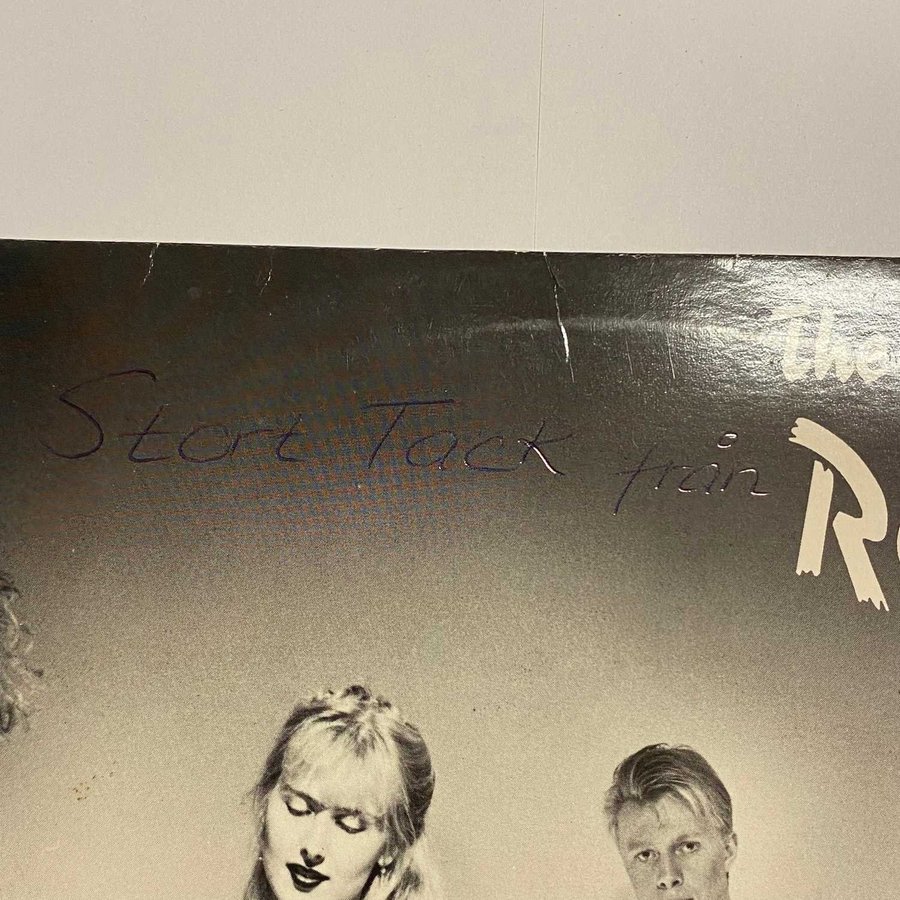 the
Stort Tack från